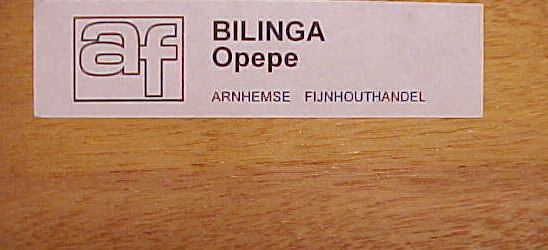 af
BILINGA
Opepe
ARNHEMSE FIJNHOUTHANDEL